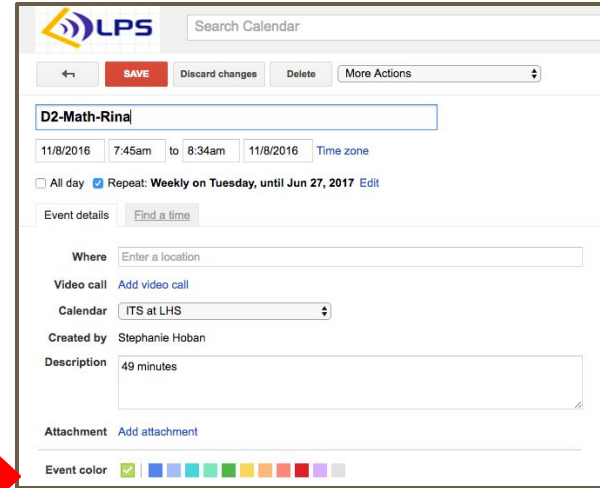 LPS Search Calendar
SAVE Discard changes Delete More Actions
D2-Math-Rina
11/8/2016 7:45am to 8:34am 11/8/2016 Time zone
All day Repeat: Weekly on Tuesday, until Jun 27, 2017 Edit
Event details Find a time
Where Enter a location
Video call Add video call
Calendar ITS at LHS
Created by Stephanie Hoban
Description 49 minutes
Attachment Add attachment
Event color